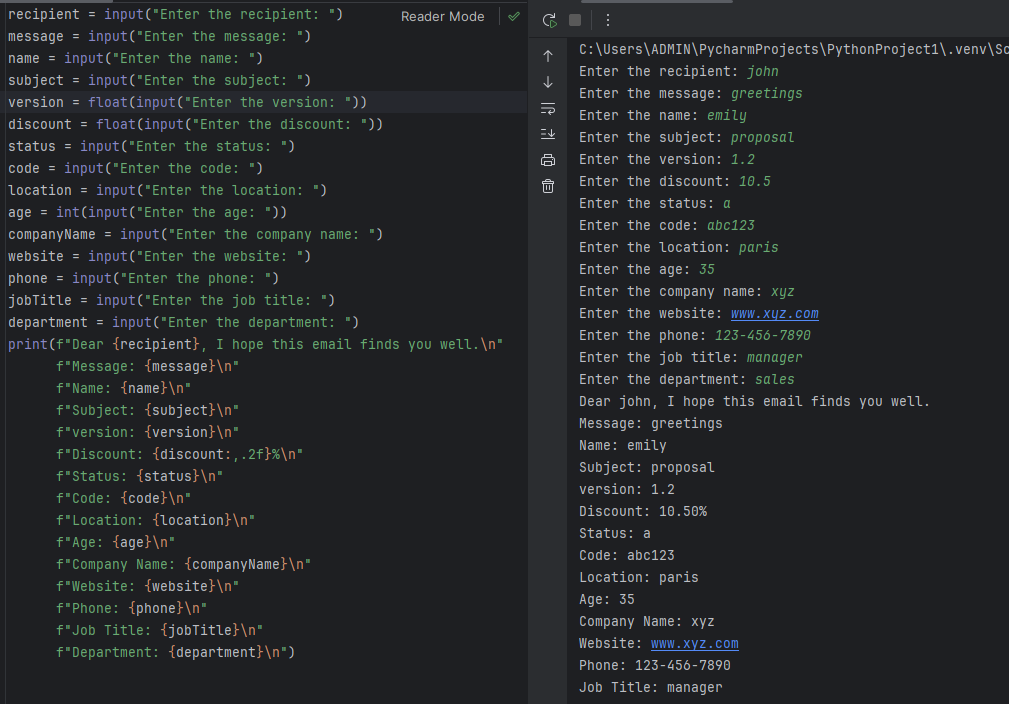 recipient = input("Enter the recipient: ")
Reader Mode
message = input("Enter the message: ")
name = input("Enter the name: ")
subject = input("Enter the subject: ")
version = float(input("Enter the version: "))
discount = float(input("Enter the discount: "))
status = input("Enter the status: ")
code = input("Enter the code: ")
location = input("Enter the location: ")
age = int(input("Enter the age: "))
companyName = input("Enter the company name: ")
website = input("Enter the website: ")
phone = input("Enter the phone: ")
jobTitle = input("Enter the job title: ")
department = input("Enter the department: ")
print(f"Dear {recipient}, I hope this email finds you well.\n"
f"Message: {message}\n"
f"Name: {name}\n"
f"Subject: {subject}\n"
f"version: {version}\n"
f"Discount: {discount:,.2f}%\n"
f"Status: {status}\n"
f"Code: {code}\n"
f"Location: {location}\n"
f"Age: {age}\n"
f"Company Name: {companyName}\n"
f"Website: {website}\n"
f"Phone: {phone}\n"
f"Job Title: {jobTitle}\n"
f"Department: {department}\n")
C:\Users\ADMIN\PycharmProjects\PythonProject1\.venv\Sc
Enter the recipient: john
Enter the message: greetings
Enter the name: emily
Enter the subject: proposal
Enter the version: 1.2
Enter the discount: 10.5
Enter the status: a
Enter the code: abc123
Enter the location: paris
Enter the age: 35
Enter the company name: xyz
Enter the website: www.xyz.com
Enter the phone: 123-456-7890
Enter the job title: manager
Enter the department: sales
Dear john, I hope this email finds you well.
Message: greetings
Name: emily
Subject: proposal
version: 1.2
Discount: 10.50%
Status: a
Code: abc123
Location: paris
Age: 35
Company Name: xyz
Website: www.xyz.com
Phone: 123-456-7890
Job Title: manager